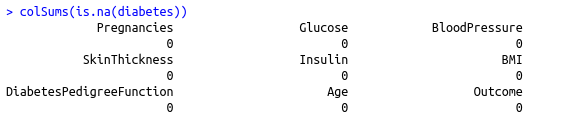 > colSums(is.na(diabetes))
Pregnancies Glucose BloodPressure
0 0 0
SkinThickness Insulin BMI
0 0 0
DiabetesPedigreeFunction Age Outcome
0 0 0